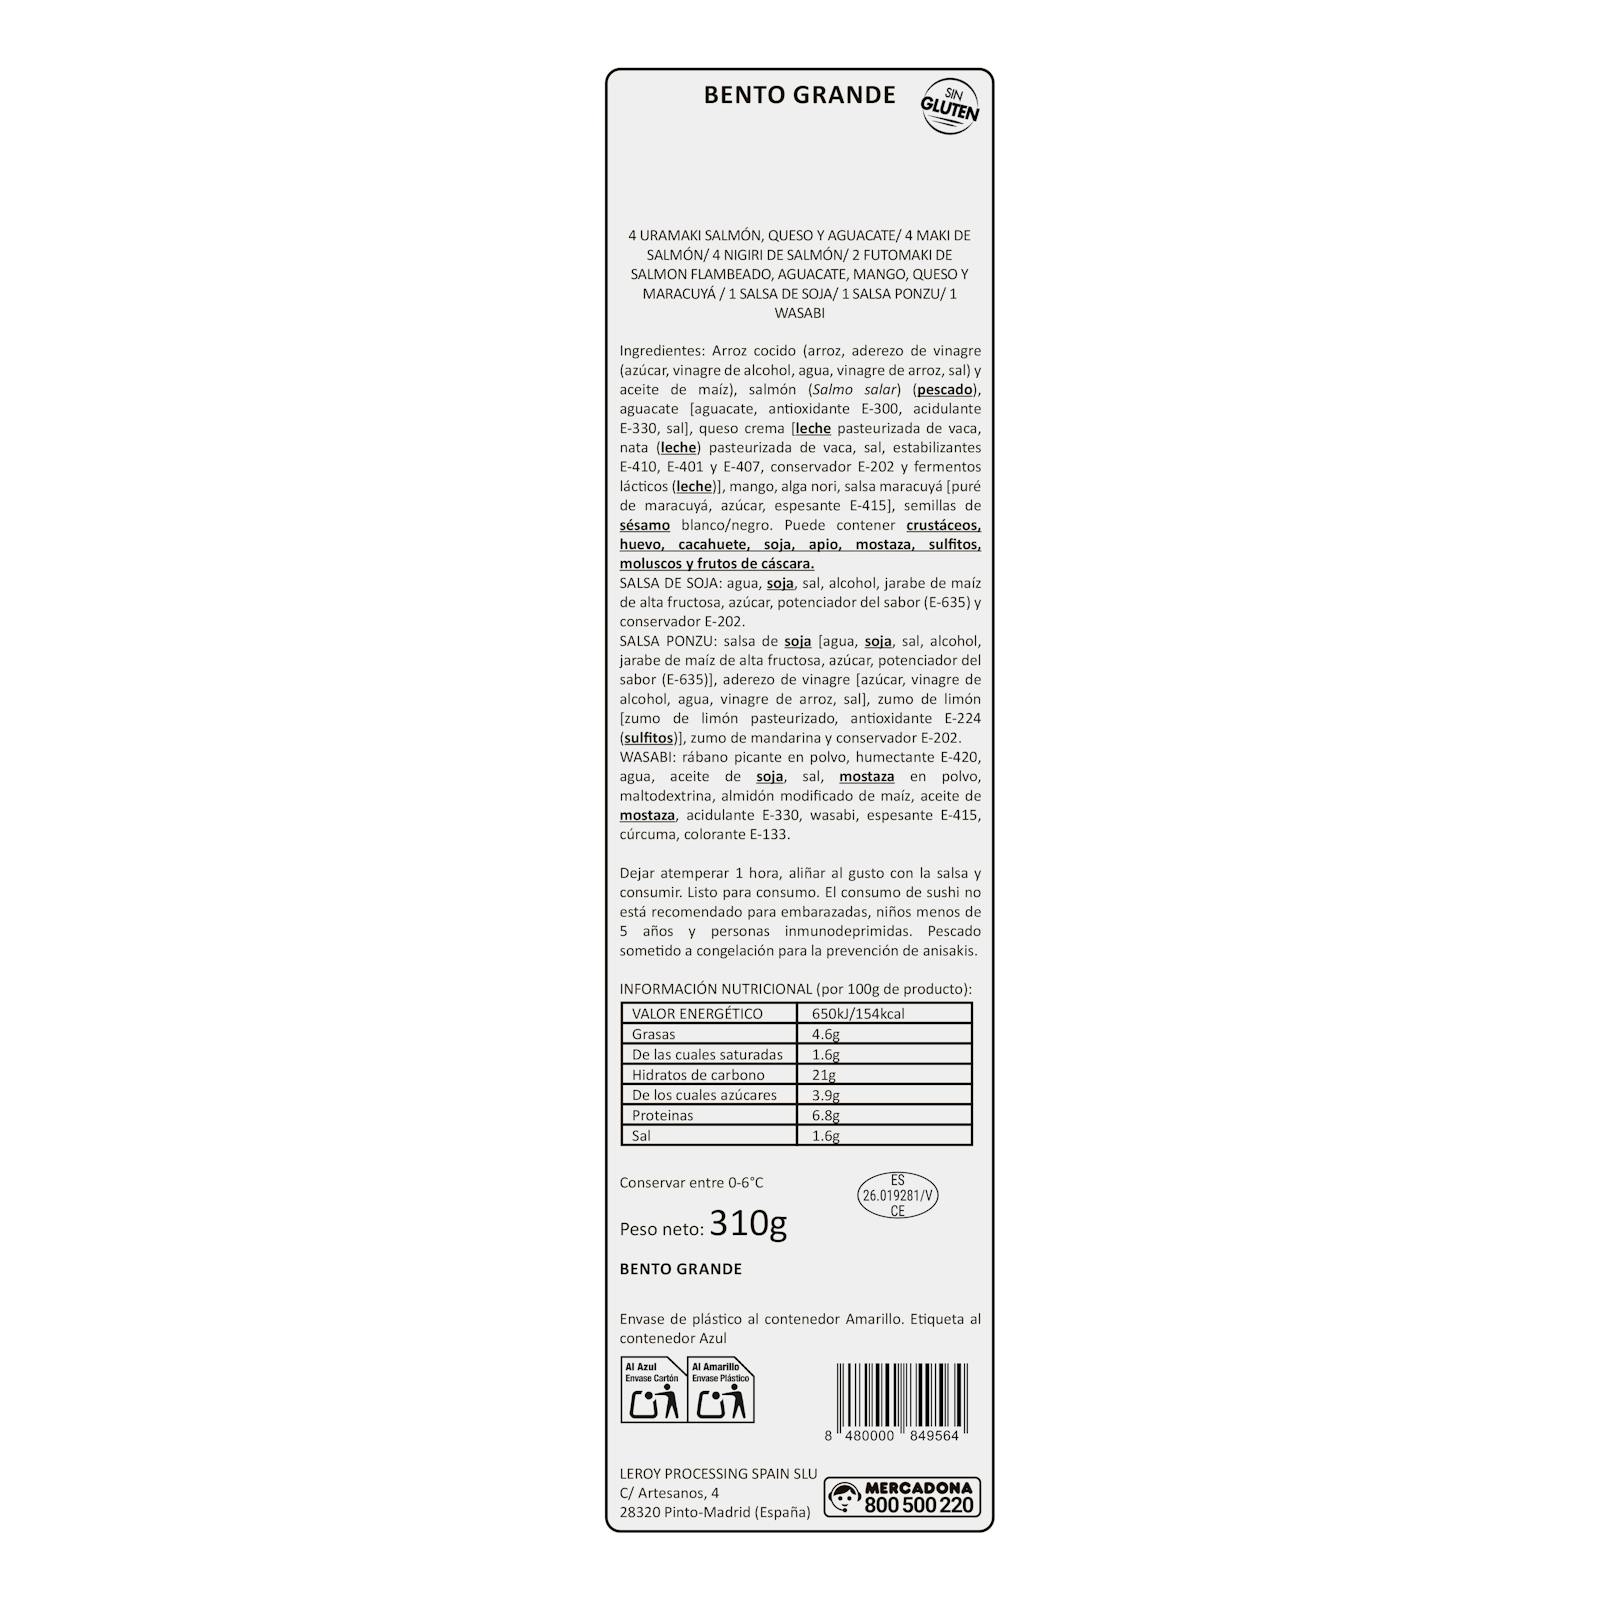 BENTO GRANDE
SIN
GLUTEN
4 URAMAKI SALMÓN, QUESO Y AGUACATE/ 4 MAKI DE
SALMÓN/ 4 NIGIRI DE SALMÓN/ 2 FUTOMAKI DE
SALMON FLAMBEADO, AGUACATE, MANGO, QUESO Y
MARACUYÁ / 1 SALSA DE SOJA/ 1 SALSA PONZU/ 1
WASABI
Ingredientes: Arroz cocido (arroz, aderezo de vinagre
(azúcar, vinagre de alcohol, agua, vinagre de arroz, sal) y
aceite de maíz), salmón (Salmo salar) (pescado),
aguacate [aguacate, antioxidante E-300, acidulante
E-330, sal], queso crema [leche pasteurizada de vaca,
nata (leche) pasteurizada de vaca, sal, estabilizantes
E-410, E-401 y E-407, conservador E-202 y fermentos
lácticos (leche)], mango, alga nori, salsa maracuyá [puré
de maracuyá, azúcar, espesante E-415], semillas de
sésamo blanco/negro. Puede contener crustáceos,
huevo, cacahuete, soja, apio, mostaza, sulfitos,
moluscos y frutos de cáscara.
SALSA DE SOJA: agua, soja, sal, alcohol, jarabe de maíz
de alta fructosa, azúcar, potenciador del sabor (E-635) y
conservador E-202.
SALSA PONZU: salsa de soja [agua, soja, sal, alcohol,
jarabe de maíz de alta fructosa, azúcar, potenciador del
sabor (E-635)], aderezo de vinagre [azúcar, vinagre de
alcohol, agua, vinagre de arroz, sal], zumo de limón
[zumo de limón pasteurizado, antioxidante E-224
(sulfitos)], zumo de mandarina y conservador E-202.
WASABI: rábano picante en polvo, humectante E-420,
agua, aceite de soja, sal, mostaza en polvo,
maltodextrina, almidón modificado de maíz, aceite de
mostaza, acidulante E-330, wasabi, espesante E-415,
cúrcuma, colorante E-133.
Dejar atemperar 1 hora, aliñar al gusto con la salsa y
consumir. Listo para consumo. El consumo de sushi no
está recomendado para embarazadas, niños menos de
5 años y personas inmunodeprimidas. Pescado
sometido a congelación para la prevención de anisakis.
INFORMACIÓN NUTRICIONAL (por 100g de producto):
VALOR ENERGÉTICO 650kJ/154kcal
Grasas 4.6g
De las cuales saturadas 1.6g
Hidratos de carbono 21g
De los cuales azúcares 3.9g
Proteinas 6.8g
Sal 1.6g
Conservar entre 0-6°C
ES
26.019281/V
CE
Peso neto: 310g
BENTO GRANDE
Envase de plástico al contenedor Amarillo. Etiqueta al
contenedor Azul
Al Azul
Envase Cartón
Al Amarillo
Envase Plástico
8 480000 849564
LEROY PROCESSING SPAIN SLU
C/ Artesanos, 4
28320 Pinto-Madrid (España)
MERCADONA
800 500 220